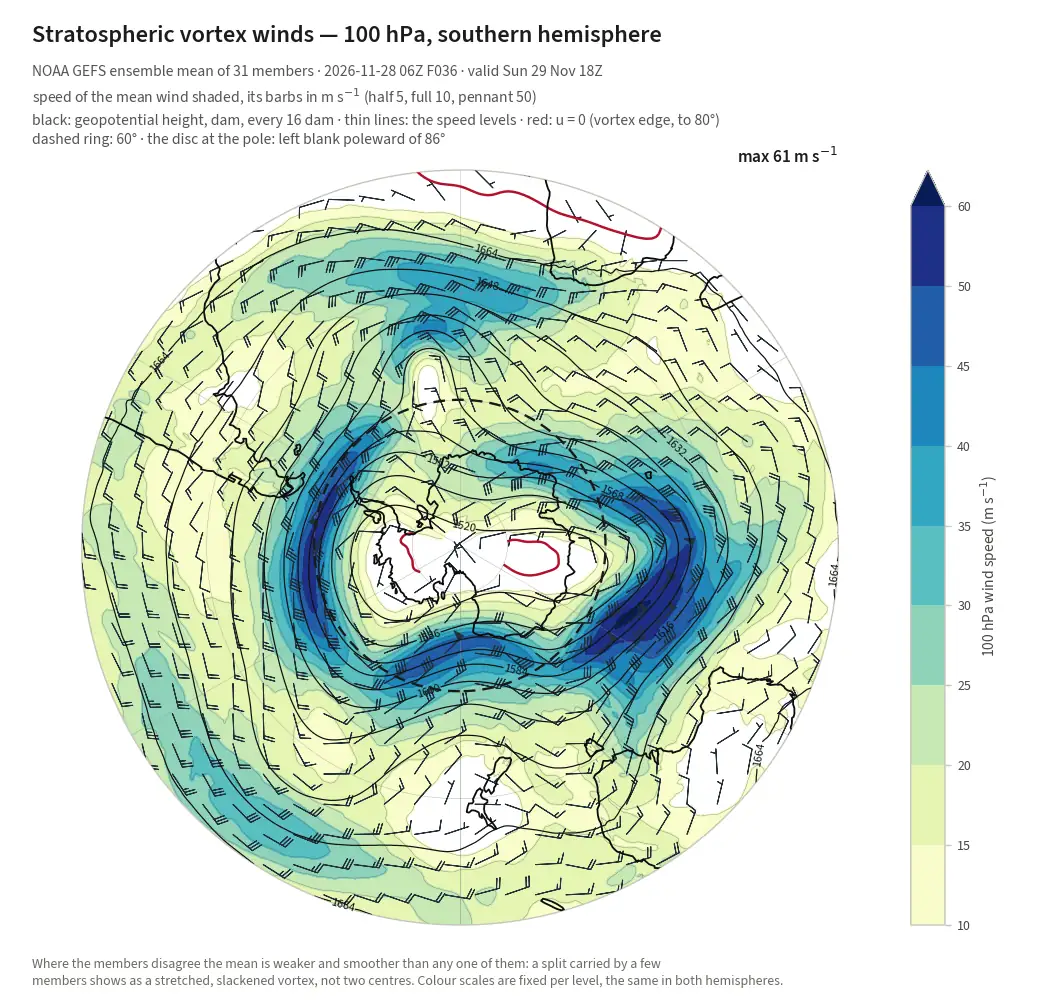 Stratospheric vortex winds — 100 hPa, southern hemisphere
NOAA GEFS ensemble mean of 31 members · 2026-11-28 06Z F036 · valid Sun 29 Nov 18Z
speed of the mean wind shaded, its barbs in m s⁻¹ (half 5, full 10, pennant 50)
black: geopotential height, dam, every 16 dam · thin lines: the speed levels · red: u = 0 (vortex edge, to 80°)
dashed ring: 60° · the disc at the pole: left blank poleward of 86°
max 61 m s⁻¹
60
50
45
40
35
30
25
20
15
10
100 hPa wind speed (m s⁻¹)
1664
1648
1664
1632
1568
1520
1664
1616
1600
1664
1664
Where the members disagree the mean is weaker and smoother than any one of them: a split carried by a few
members shows as a stretched, slackened vortex, not two centres. Colour scales are fixed per level, the same in both hemispheres.